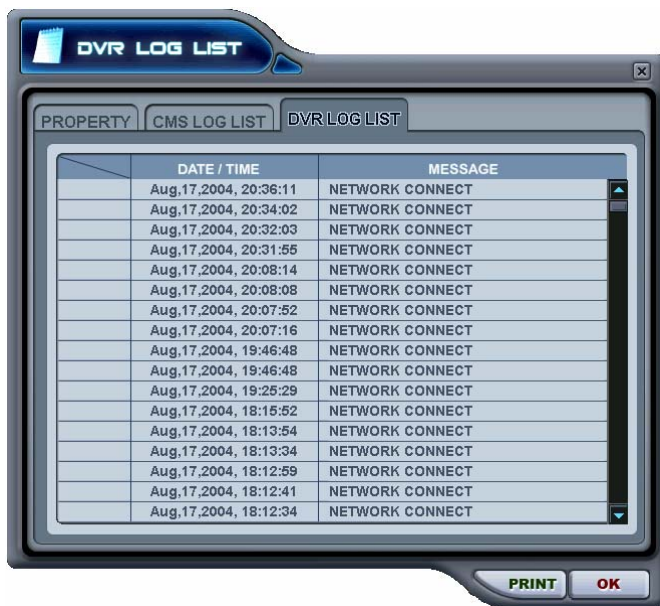 DVR LOG LIST
PROPERTY CMS LOG LIST DVR LOG LIST
DATE / TIME MESSAGE
Aug,17,2004, 20:36:11 NETWORK CONNECT
Aug,17,2004, 20:34:02 NETWORK CONNECT
Aug,17,2004, 20:32:03 NETWORK CONNECT
Aug,17,2004, 20:31:55 NETWORK CONNECT
Aug,17,2004, 20:08:14 NETWORK CONNECT
Aug,17,2004, 20:08:08 NETWORK CONNECT
Aug,17,2004, 20:07:52 NETWORK CONNECT
Aug,17,2004, 20:07:16 NETWORK CONNECT
Aug,17,2004, 19:46:48 NETWORK CONNECT
Aug,17,2004, 19:46:48 NETWORK CONNECT
Aug,17,2004, 19:25:29 NETWORK CONNECT
Aug,17,2004, 18:15:52 NETWORK CONNECT
Aug,17,2004, 18:13:54 NETWORK CONNECT
Aug,17,2004, 18:13:34 NETWORK CONNECT
Aug,17,2004, 18:12:59 NETWORK CONNECT
Aug,17,2004, 18:12:41 NETWORK CONNECT
Aug,17,2004, 18:12:34 NETWORK CONNECT
PRINT OK